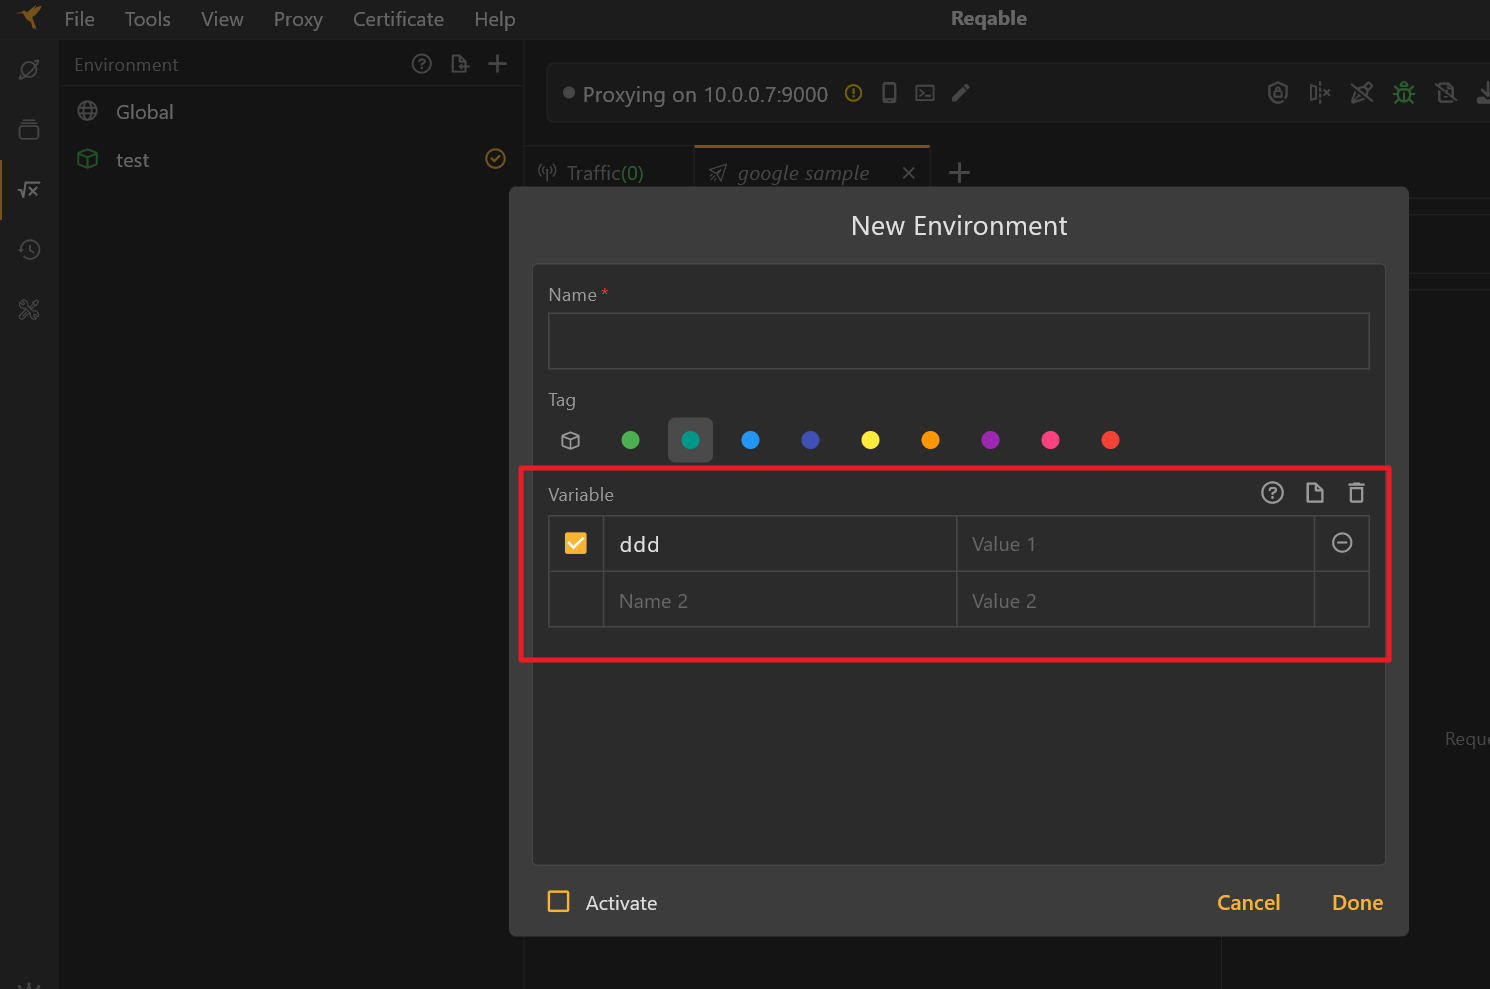 File Tools View Proxy Certificate Help Reqable
Environment
Global
test
Proxying on 10.0.0.7:9000
Traffic(0) google sample
New Environment
Name *
Tag
Variable
ddd Value 1
Name 2 Value 2
Reque
Activate Cancel Done